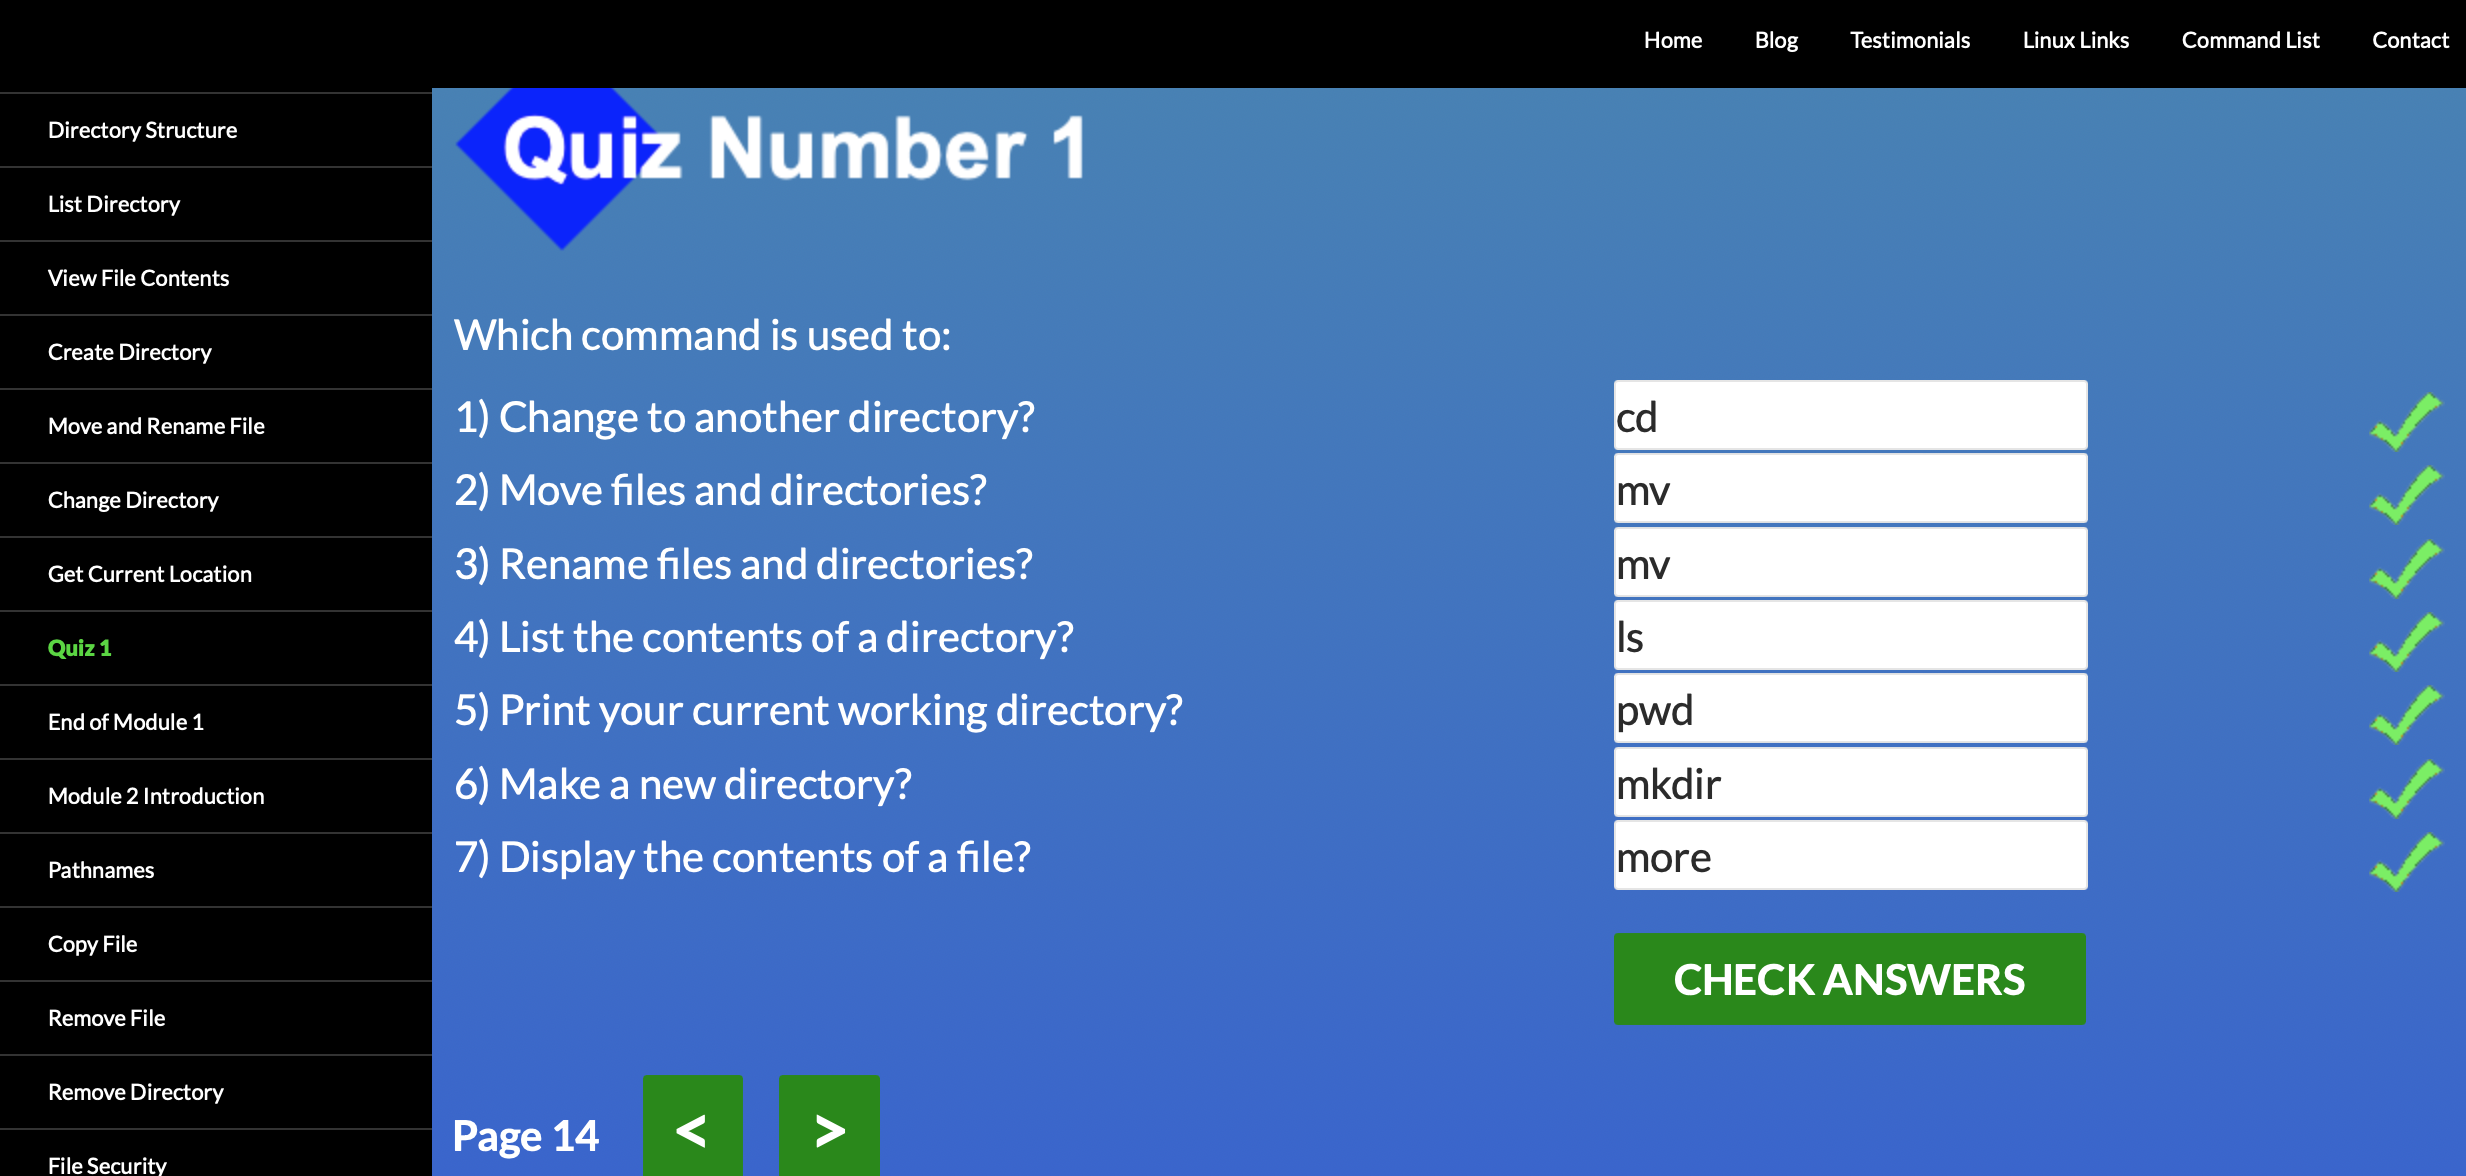 Home Blog Testimonials Linux Links Command List Contact
Directory Structure
List Directory
View File Contents
Create Directory
Move and Rename File
Change Directory
Get Current Location
Quiz 1
End of Module 1
Module 2 Introduction
Pathnames
Copy File
Remove File
Remove Directory
File Security
Quiz Number 1
Which command is used to:
1) Change to another directory? cd
2) Move files and directories? mv
3) Rename files and directories? mv
4) List the contents of a directory? ls
5) Print your current working directory? pwd
6) Make a new directory? mkdir
7) Display the contents of a file? more
CHECK ANSWERS
Page 14 < >